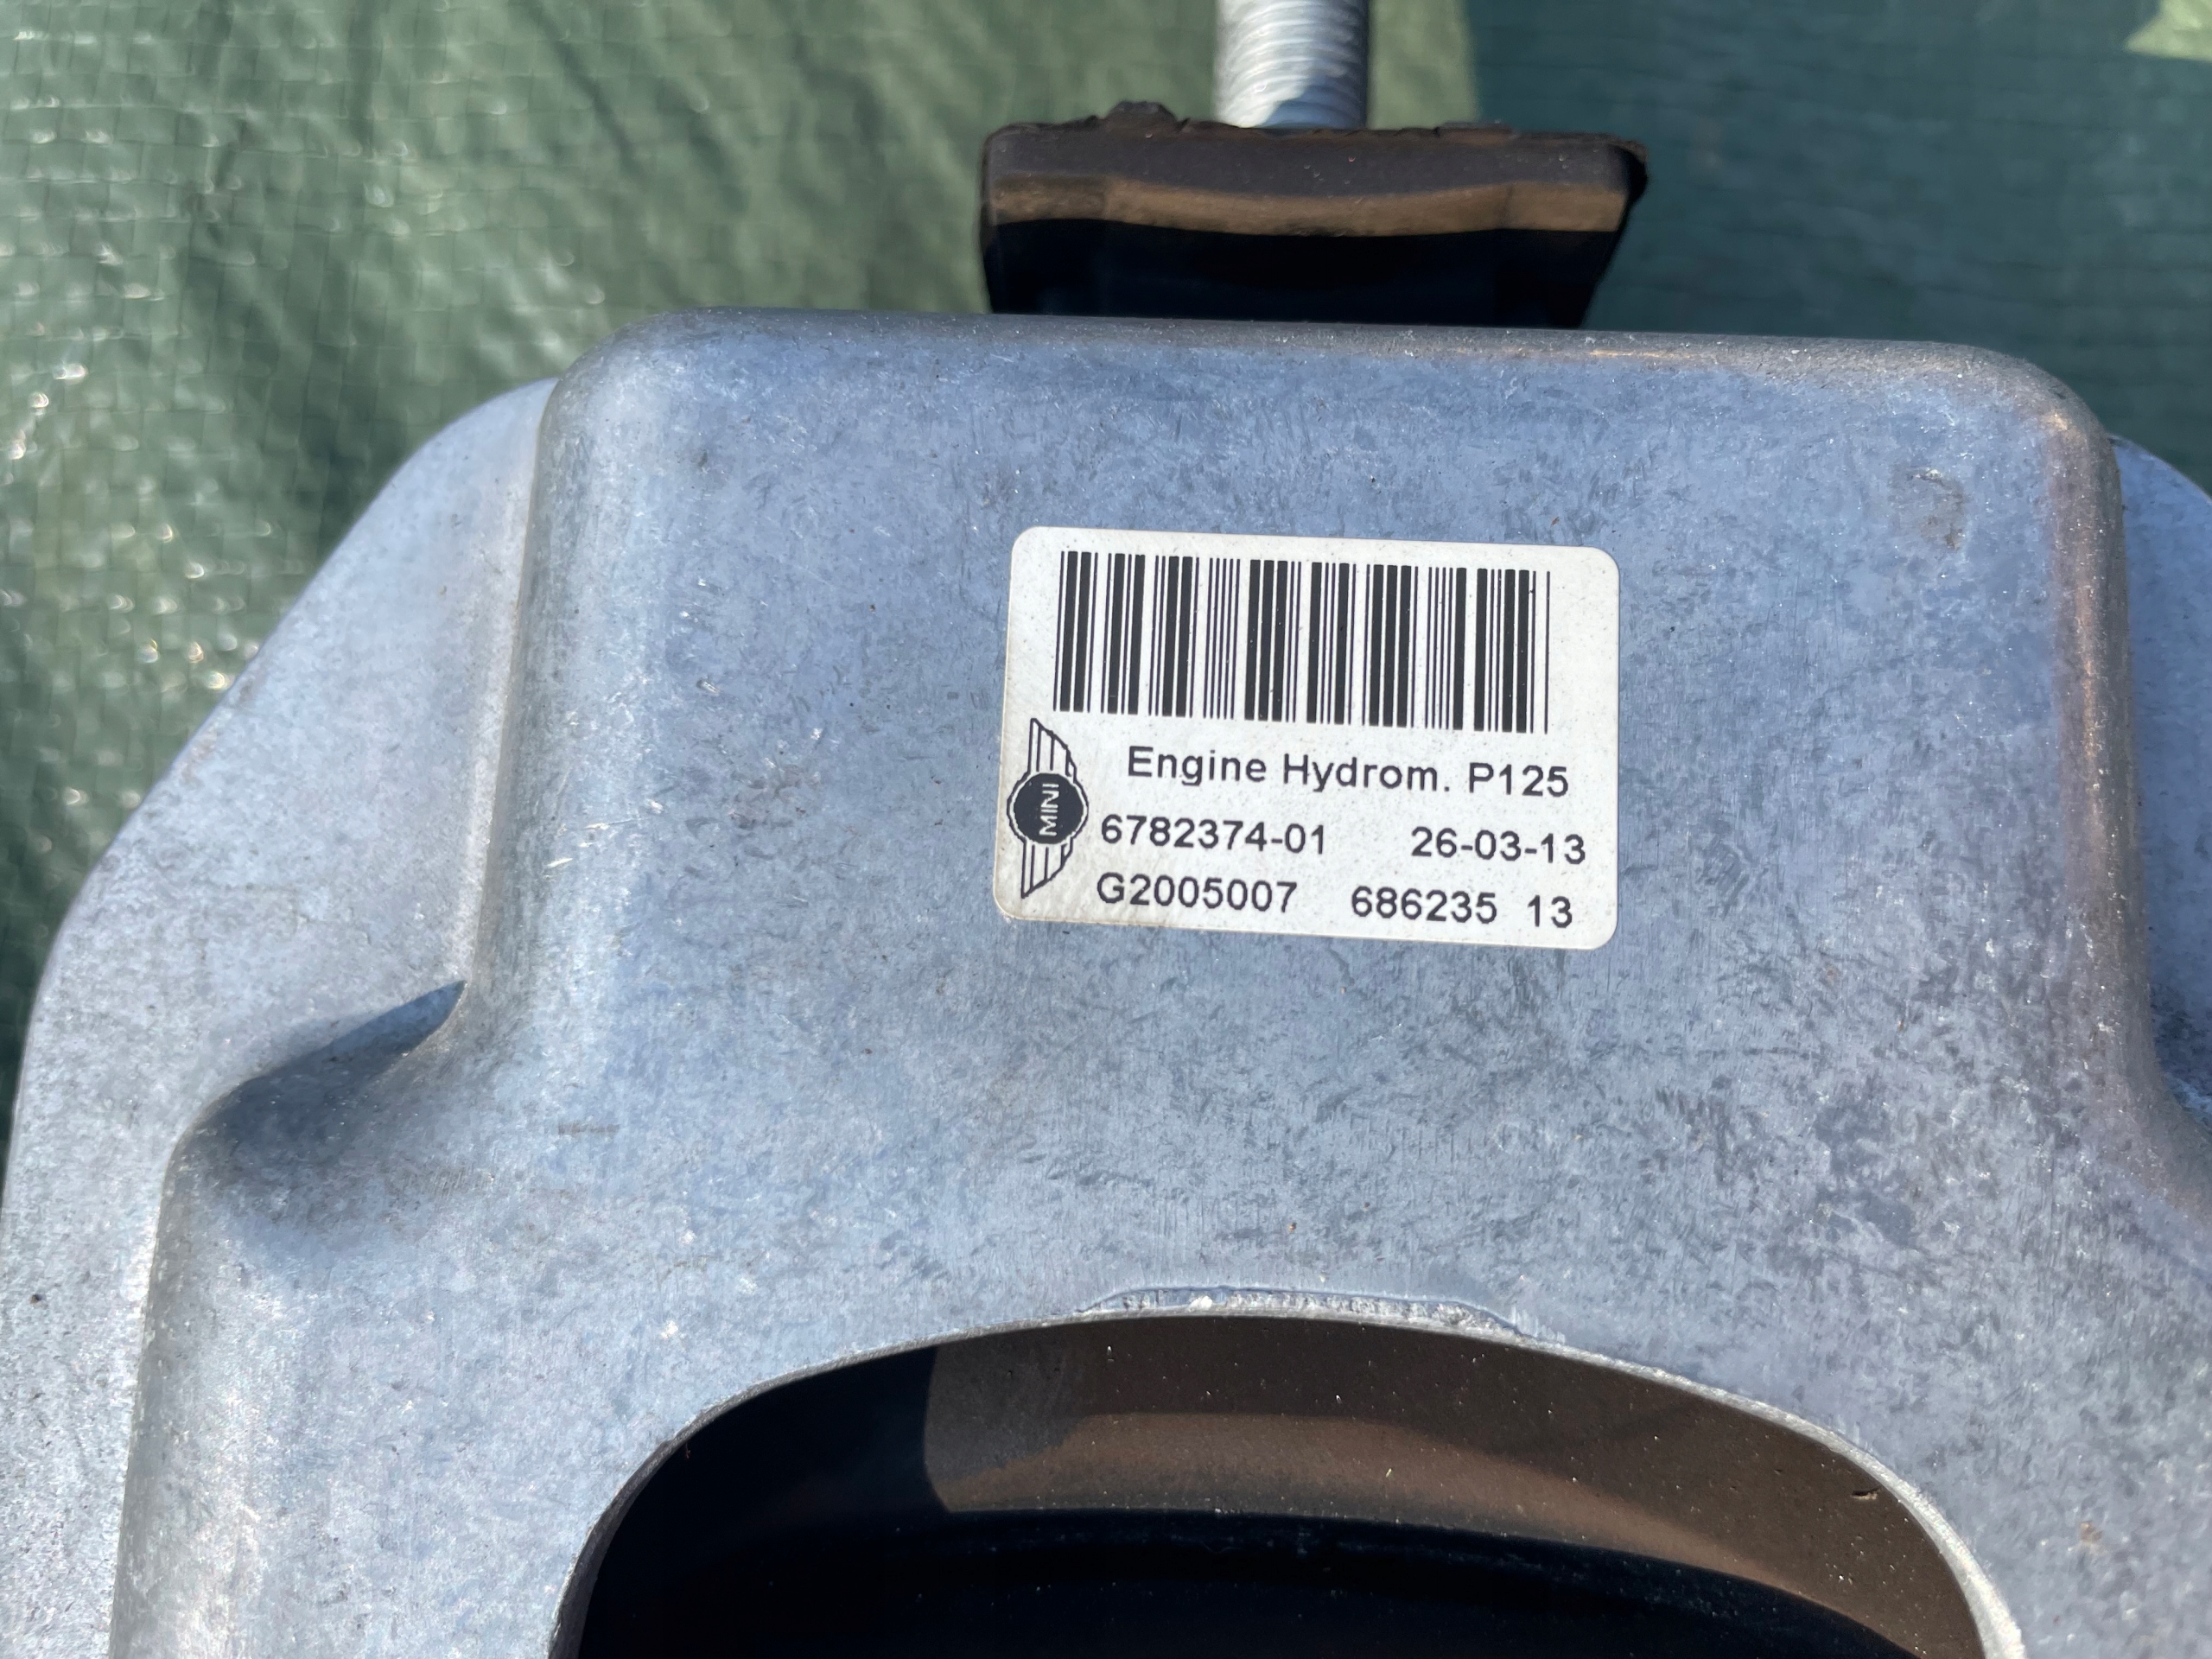 Engine Hydrom. P125
MINI
6782374-01 26-03-13
G2005007 686235 13